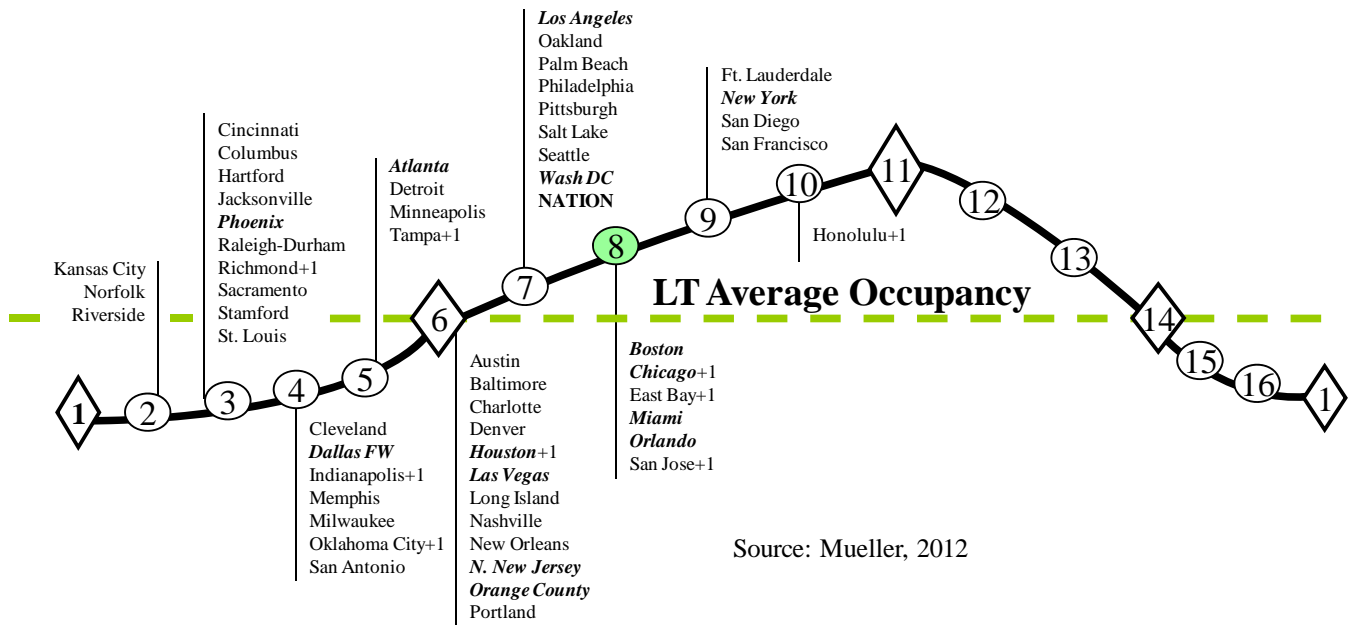 Los Angeles
Oakland
Palm Beach
Philadelphia
Pittsburgh
Salt Lake
Seattle
Wash DC
NATION
Ft. Lauderdale
New York
San Diego
San Francisco
Cincinnati
Columbus
Hartford
Jacksonville
Phoenix
Raleigh-Durham
Richmond+1
Sacramento
Stamford
St. Louis
Atlanta
Detroit
Minneapolis
Tampa+1
Kansas City
Norfolk
Riverside
Honolulu+1
LT Average Occupancy
1
2
3
4
5
6
7
8
9
10
11
12
13
14
15
16
1
Cleveland
Dallas FW
Indianapolis+1
Memphis
Milwaukee
Oklahoma City+1
San Antonio
Austin
Baltimore
Charlotte
Denver
Houston+1
Las Vegas
Long Island
Nashville
New Orleans
N. New Jersey
Orange County
Portland
Boston
Chicago+1
East Bay+1
Miami
Orlando
San Jose+1
Source: Mueller, 2012